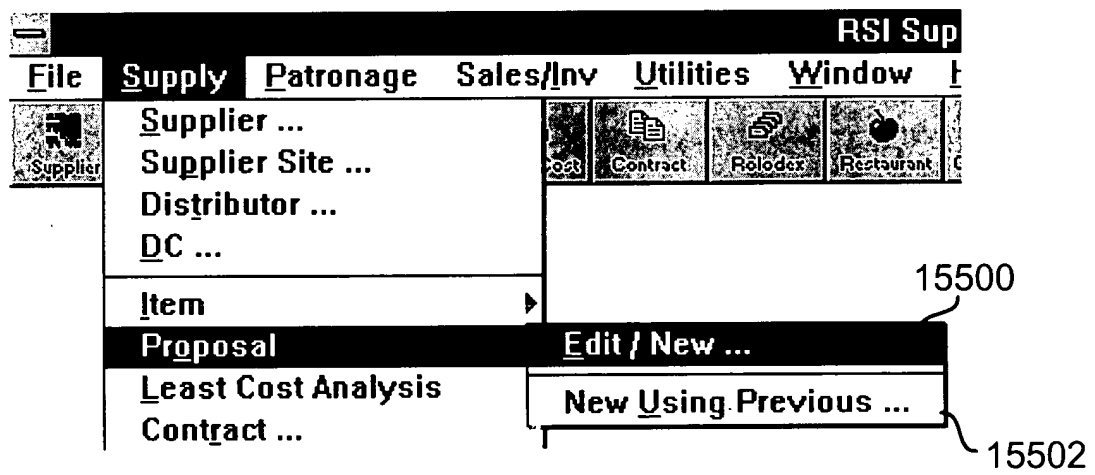 RSI Sup
File Supply Patronage Sales/Inv Utilities Window
Supplier ...
Supplier Cost Contract Rolodex Restaurant
Supplier Site ...
Distributor ...
DC ...
15500
Item
Proposal Edit / New ...
Least Cost Analysis
New Using Previous ...
Contract ...
15502